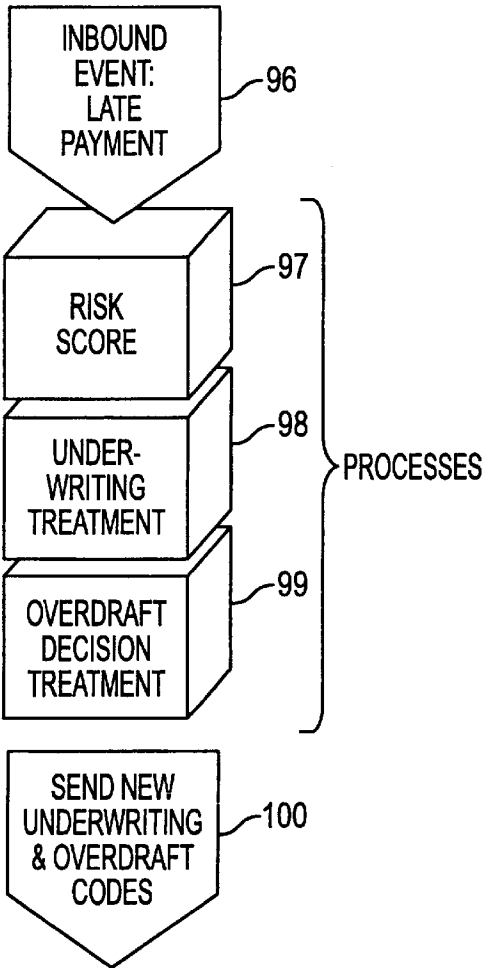 INBOUND
EVENT:
LATE
PAYMENT
96
RISK
SCORE
97
UNDER-
WRITING
TREATMENT
98
OVERDRAFT
DECISION
TREATMENT
99
PROCESSES
SEND NEW
UNDERWRITING
& OVERDRAFT
CODES
100